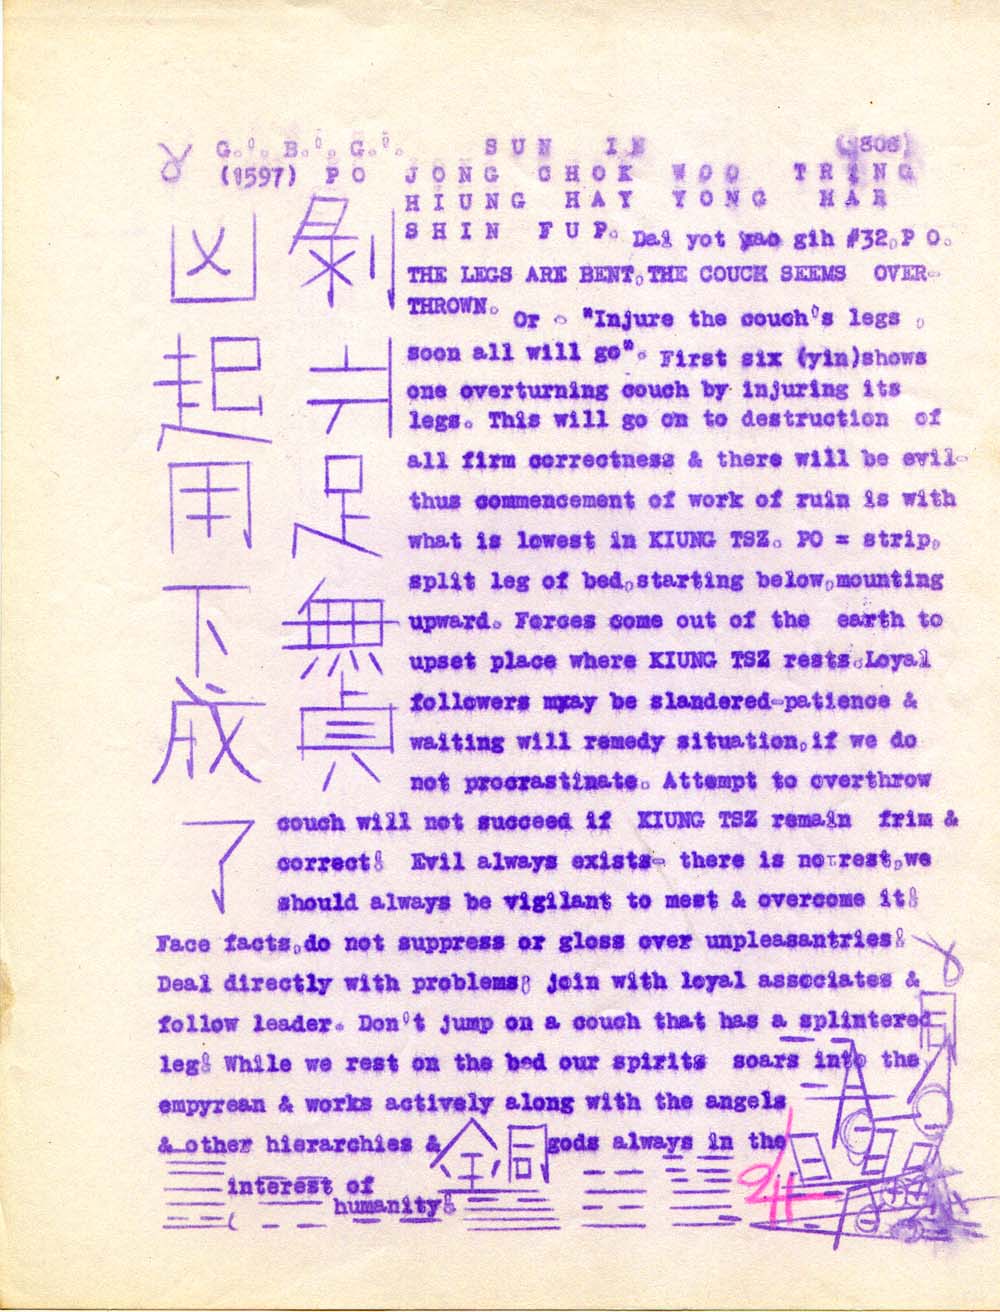 G.'. B.'. G.'. SUN IN (1808)
(1597) PO JONG CHOK WOO TRING
HIUNG HAY YONG MAR
SHIN FUP. Dai yot yao gih #32,P O.
THE LEGS ARE BENT,THE COUCH SEEMS OVER-
THROWN. Or - "Injure the couch's legs ,
soon all will go". First six (yin)shows
one overturning couch by injuring its
legs. This will go on to destruction of
all firm correctness & there will be evil-
thus commencement of work of ruin is with
what is lowest in KIUNG TSZ. PO = strip,
split leg of bed,starting below,mounting
upward. Forces come out of the earth to
upset place where KIUNG TSZ rests.Loyal
followers mxay be slandered-patience &
waiting will remedy situation,if we do
not procrastinate. Attempt to overthrow
couch will not succeed if KIUNG TSZ remain frim &
correct! Evil always exists- there is no rest,we
should always be vigilant to meet & overcome it!
Face facts,do not suppress or gloss over unpleasantries!
Deal directly with problems; join with loyal associates &
follow leader. Don't jump on a couch that has a splintered
leg! While we rest on the bed our spirits soars into the
empyrean & works actively along with the angels
& other hierarchies & 金同 gods always in the
interest of
humanity!
剝
足
無
貞
凶
起
用
下
成
了